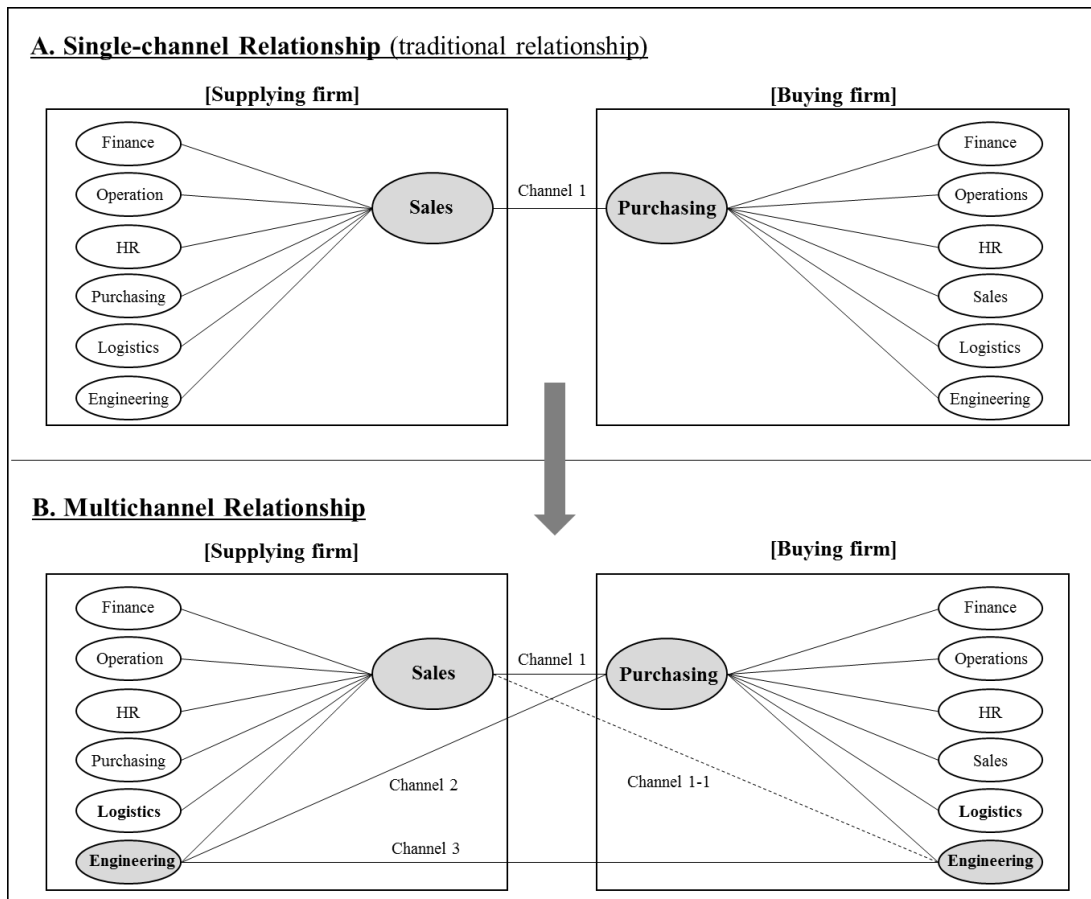 A. Single-channel Relationship (traditional relationship)
[Supplying firm]
[Buying firm]
Finance
Operation
HR
Purchasing
Logistics
Engineering
Sales
Channel 1
Purchasing
Finance
Operations
HR
Sales
Logistics
Engineering
B. Multichannel Relationship
[Supplying firm]
[Buying firm]
Finance
Operation
HR
Purchasing
Logistics
Engineering
Sales
Channel 1
Channel 2
Channel 1-1
Channel 3
Purchasing
Finance
Operations
HR
Sales
Logistics
Engineering